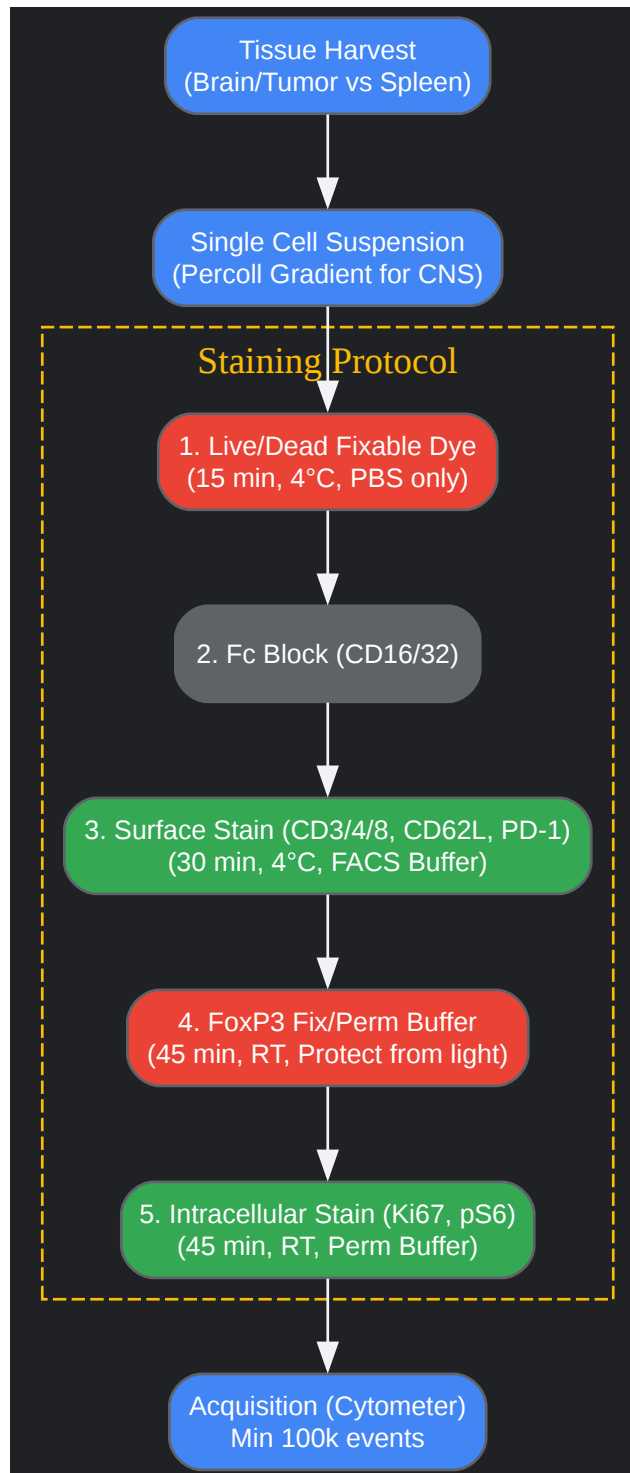 Tissue Harvest
(Brain/Tumor vs Spleen)
Single Cell Suspension
(Percoll Gradient for CNS)
Staining Protocol
1. Live/Dead Fixable Dye
(15 min, 4°C, PBS only)
2. Fc Block (CD16/32)
3. Surface Stain (CD3/4/8, CD62L, PD-1)
(30 min, 4°C, FACS Buffer)
4. FoxP3 Fix/Perm Buffer
(45 min, RT, Protect from light)
5. Intracellular Stain (Ki67, pS6)
(45 min, RT, Perm Buffer)
Acquisition (Cytometer)
Min 100k events